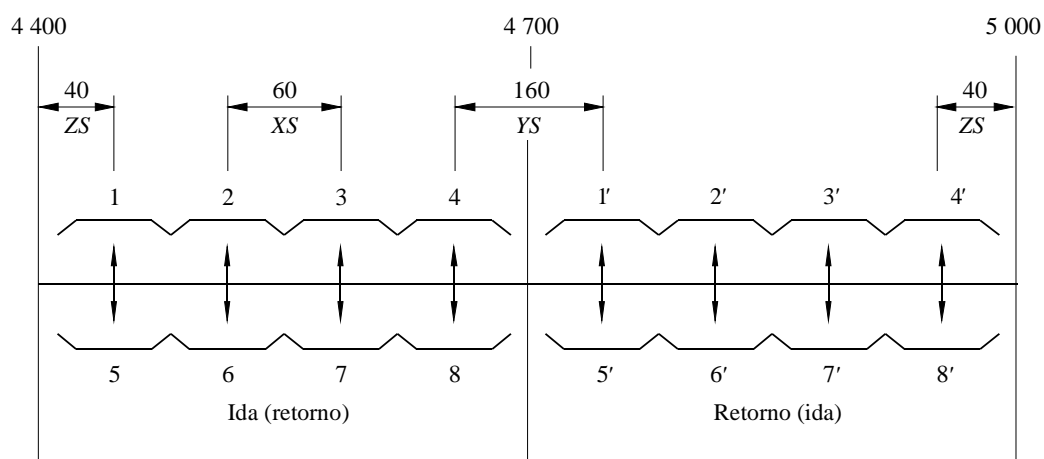 4 400 4 700 5 000
40 60 160 40
ZS XS YS ZS
1 2 3 4 1′ 2′ 3′ 4′
5 6 7 8 5′ 6′ 7′ 8′
Ida (retorno) Retorno (ida)